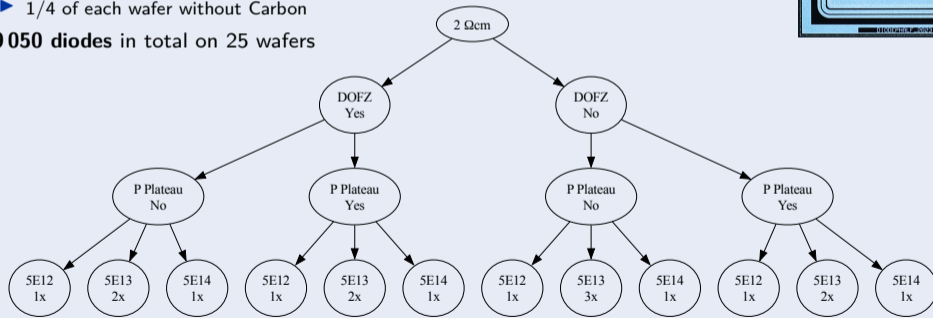 1/4 of each wafer without Carbon
050 diodes in total on 25 wafers
2 Ωcm
DOFZ
Yes
DOFZ
No
P Plateau
No
P Plateau
Yes
P Plateau
No
P Plateau
Yes
5E12
1x
5E13
2x
5E14
1x
5E12
1x
5E13
2x
5E14
1x
5E12
1x
5E13
3x
5E14
1x
5E12
1x
5E13
2x
5E14
1x